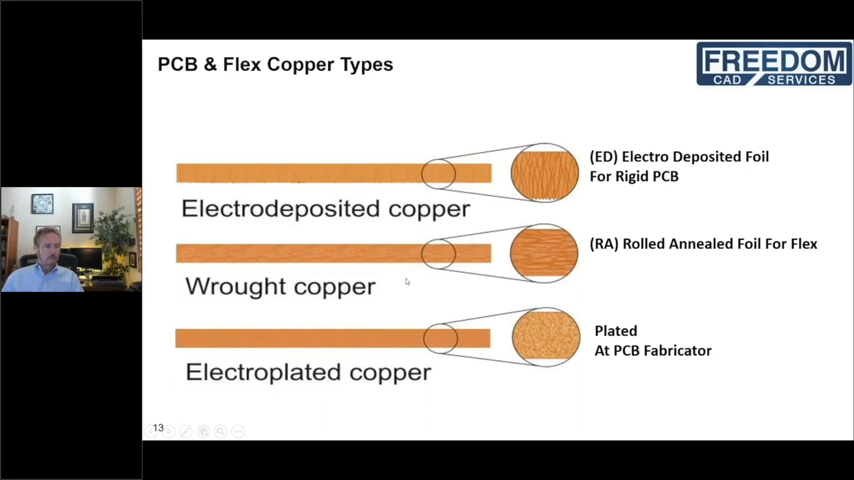 PCB & Flex Copper Types
FREEDOM
CAD SERVICES
(ED) Electro Deposited Foil
For Rigid PCB
Electrodeposited copper
(RA) Rolled Annealed Foil For Flex
Wrought copper
Plated
At PCB Fabricator
Electroplated copper
13